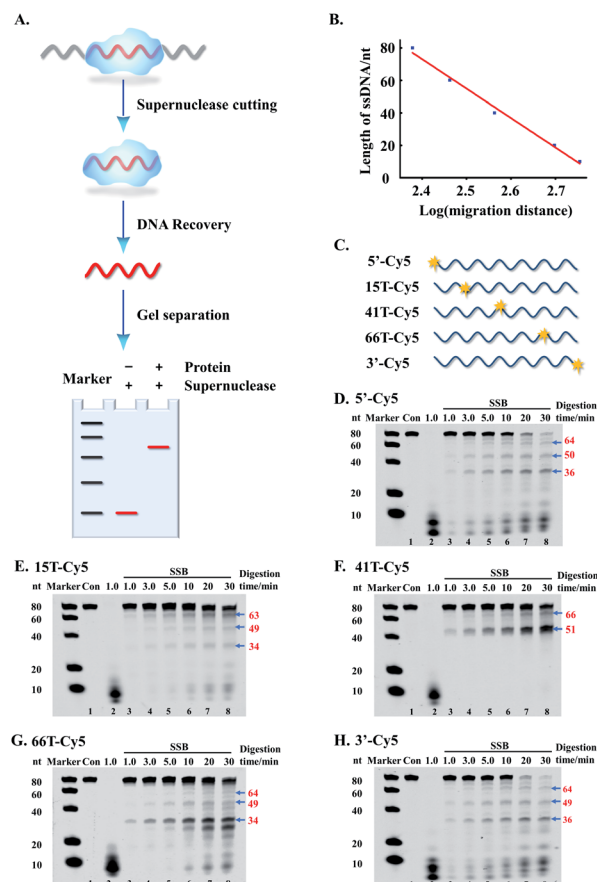 A.
Supernuclease cutting
DNA Recovery
Gel separation
− + Protein
Marker + + Supernuclease
B.
Length of ssDNA/nt
80
60
40
20
0
2.4 2.5 2.6 2.7
Log(migration distance)
C.
5’-Cy5
15T-Cy5
41T-Cy5
66T-Cy5
3’-Cy5
D. 5’-Cy5
SSB Digestion
nt Marker Con 1.0 1.0 3.0 5.0 10 20 30 time/min
80
60
40
20
10
64
50
36
1 2 3 4 5 6 7 8
E. 15T-Cy5
SSB Digestion
nt Marker Con 1.0 1.0 3.0 5.0 10 20 30 time/min
80
60
40
20
10
63
49
34
1 2 3 4 5 6 7 8
F. 41T-Cy5
SSB Digestion
nt Marker Con 1.0 1.0 3.0 5.0 10 20 30 time/min
80
60
40
20
10
66
51
1 2 3 4 5 6 7 8
G. 66T-Cy5
SSB Digestion
nt Marker Con 1.0 1.0 3.0 5.0 10 20 30 time/min
80
60
40
20
10
64
49
34
H. 3’-Cy5
SSB Digestion
nt Marker Con 1.0 1.0 3.0 5.0 10 20 30 time/min
80
60
40
20
10
64
49
36